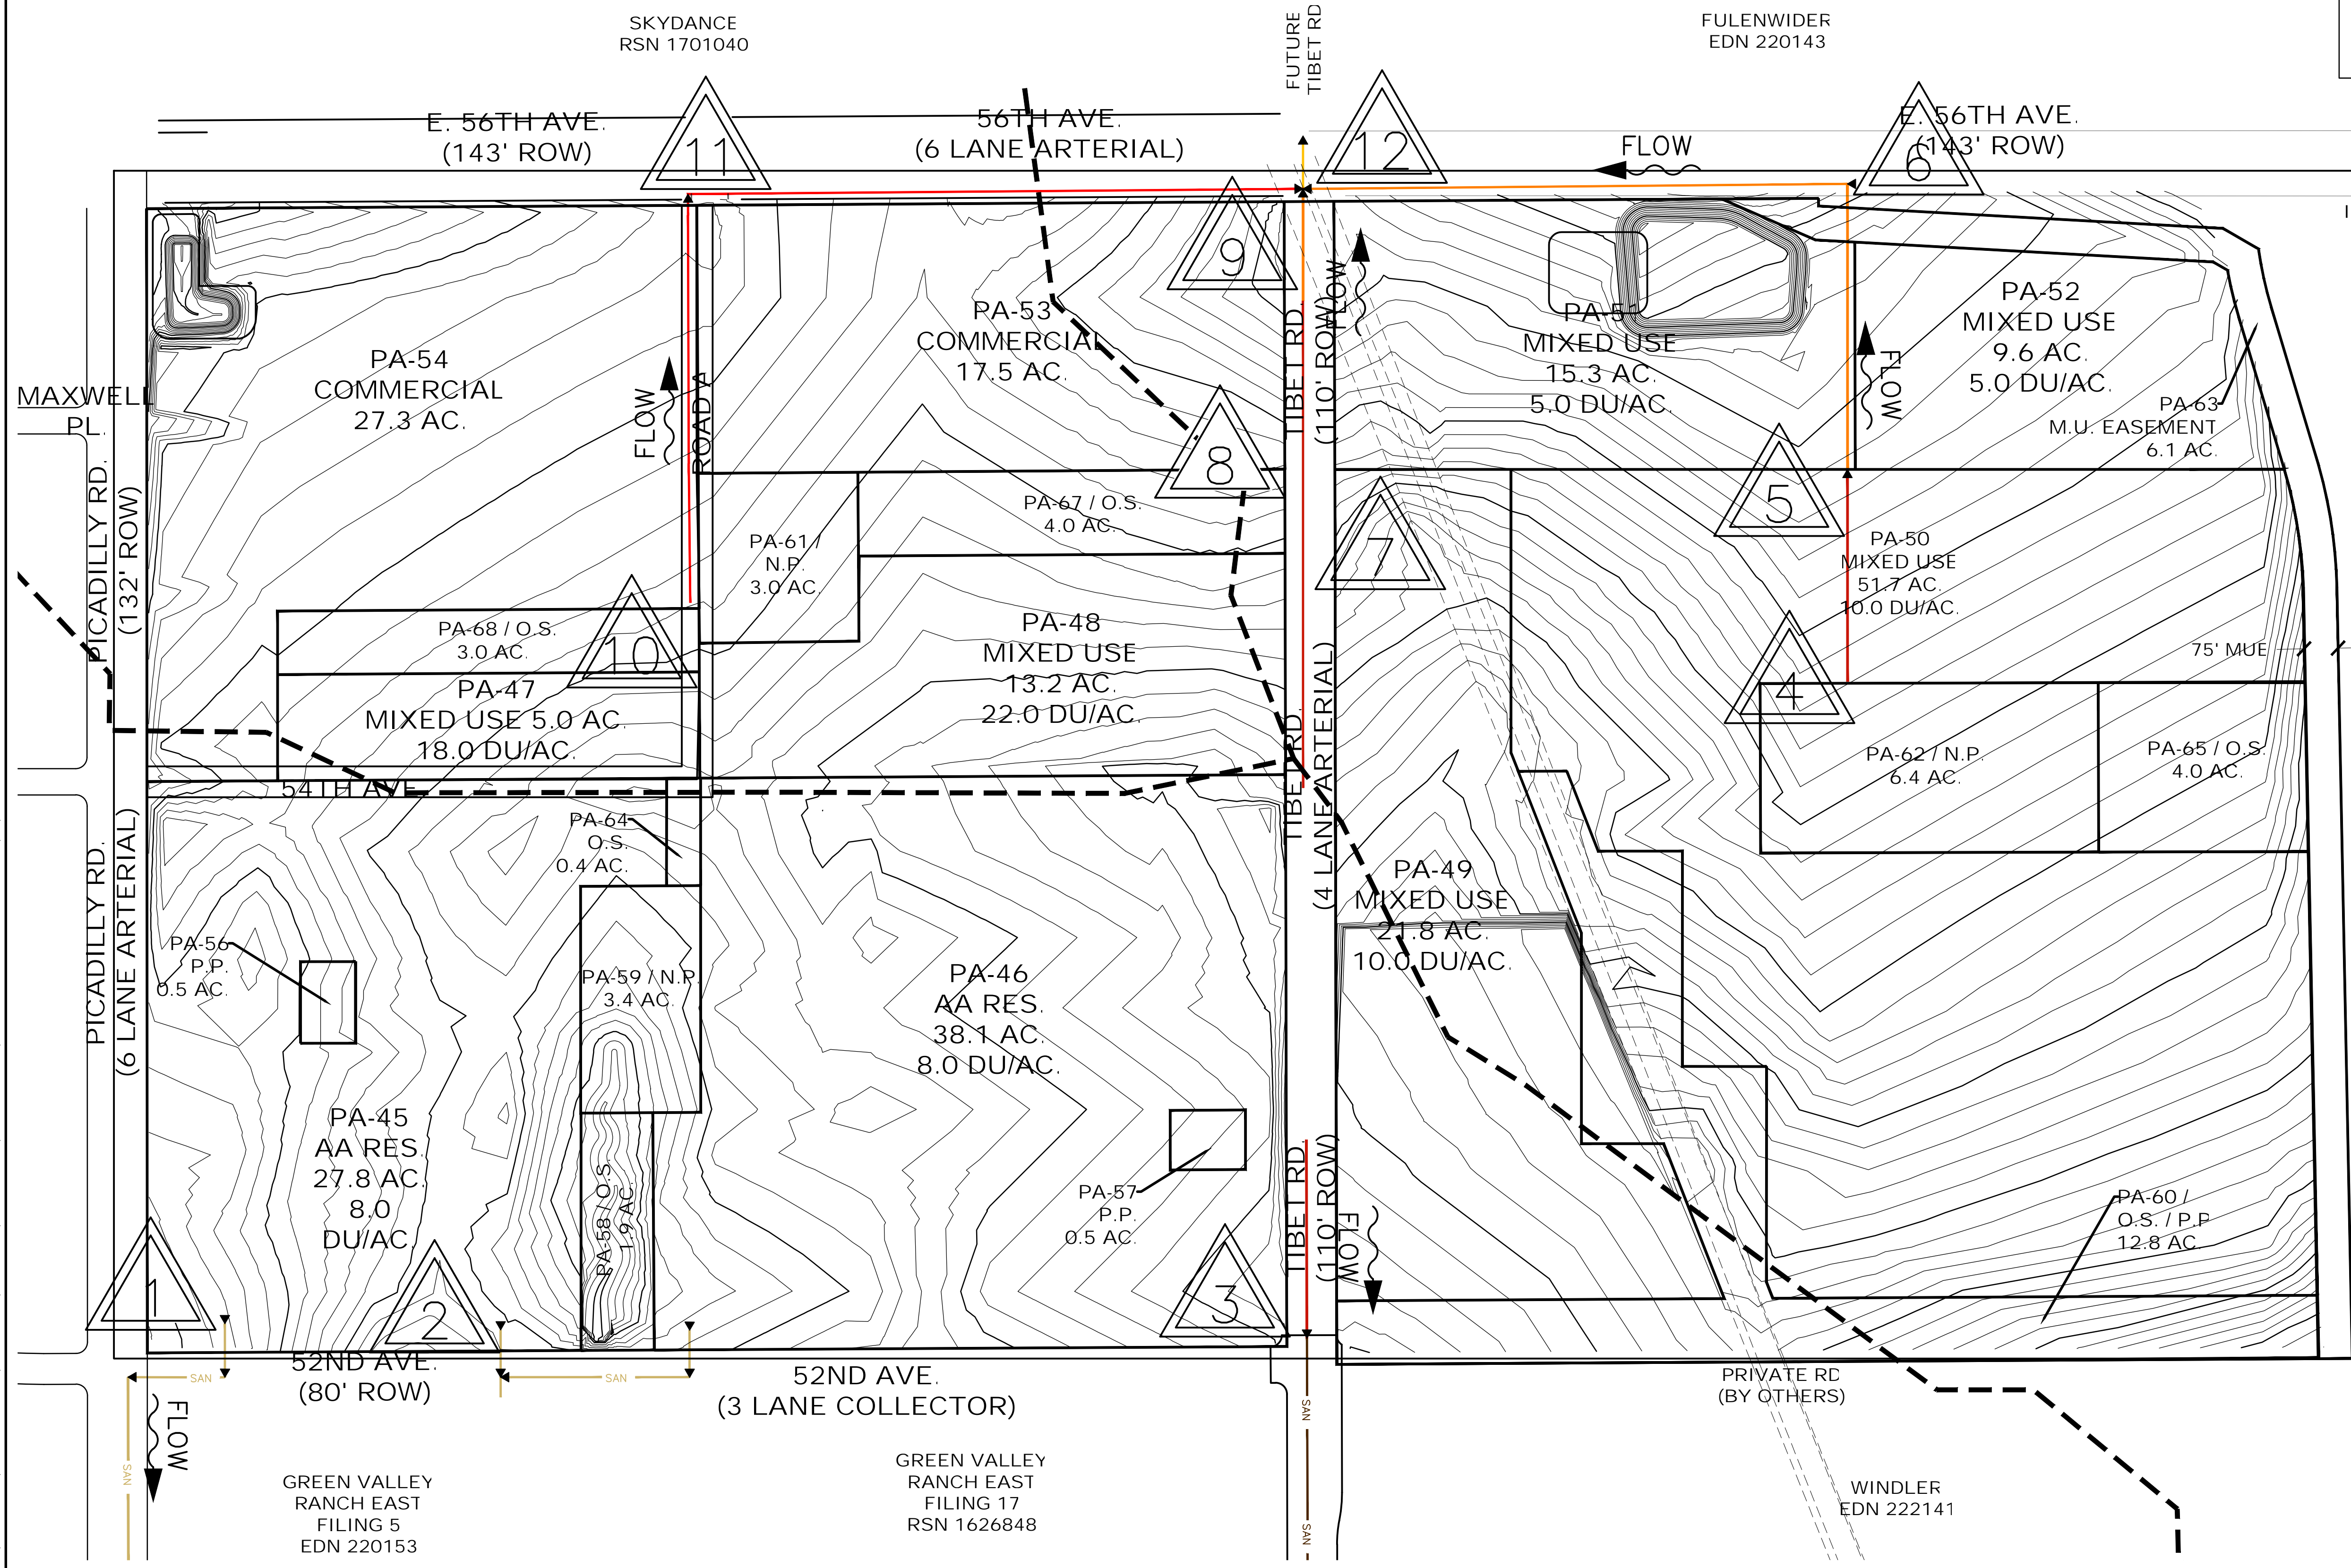 SKYDANCE
RSN 1701040
FUTURE
TIBET RD
FULENWIDER
EDN 220143
E. 56TH AVE.
(143' ROW)
11
56TH AVE.
(6 LANE ARTERIAL)
12
FLOW
6
E. 56TH AVE.
(143' ROW)
9
FLOW
PA-54
COMMERCIAL
27.3 AC.
PA-53
COMMERCIAL
17.5 AC.
TIBET RD.
(110' ROW)
PA-51
MIXED USE
15.3 AC.
5.0 DU/AC.
PA-52
MIXED USE
9.6 AC.
5.0 DU/AC.
FLOW
PA-63
M.U. EASEMENT
6.1 AC.
MAXWELL
PL.
FLOW
ROAD A
PICADILLY RD.
(132' ROW)
8
7
5
PA-67 / O.S.
4.0 AC.
PA-61 /
N.P.
3.0 AC.
PA-50
MIXED USE
51.7 AC.
10.0 DU/AC.
PA-68 / O.S.
3.0 AC.
10
PA-48
MIXED USE
13.2 AC.
22.0 DU/AC.
75' MUE
4
PA-47
MIXED USE 5.0 AC.
18.0 DU/AC.
TIBET RD.
(4 LANE ARTERIAL)
PA-62 / N.P.
6.4 AC.
PA-65 / O.S.
4.0 AC.
54TH AVE.
PA-64
O.S.
0.4 AC.
PICADILLY RD.
(6 LANE ARTERIAL)
PA-49
MIXED USE
21.8 AC.
10.0 DU/AC.
PA-56
P.P.
0.5 AC.
PA-59 / N.P.
3.4 AC.
PA-46
AA RES.
38.1 AC.
8.0 DU/AC.
PA-45
AA RES.
27.8 AC.
8.0
DU/AC.
PA-58 / O.S.
1.9 AC.
PA-57
P.P.
0.5 AC.
TIBET RD.
(110' ROW)
FLOW
PA-60 /
O.S. / P.P
12.8 AC.
1
2
3
52ND AVE.
(80' ROW)
SAN
SAN
52ND AVE.
(3 LANE COLLECTOR)
PRIVATE RD
(BY OTHERS)
FLOW
SAN
SAN
SAN
GREEN VALLEY
RANCH EAST
FILING 5
EDN 220153
GREEN VALLEY
RANCH EAST
FILING 17
RSN 1626848
WINDLER
EDN 222141